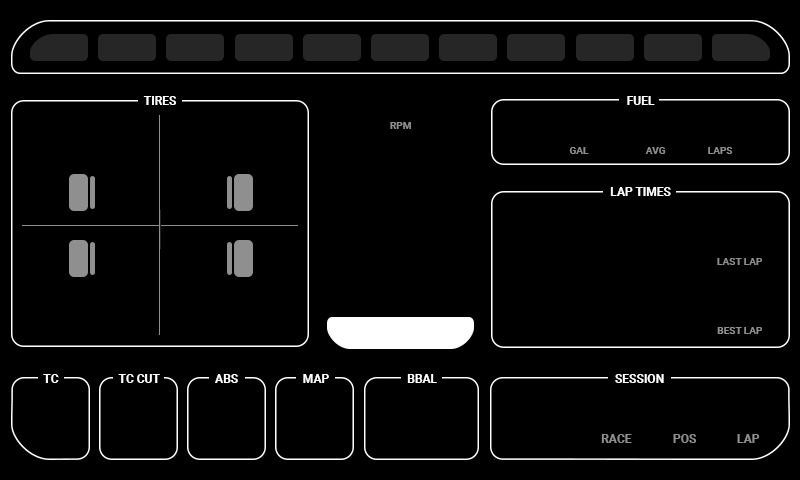 TIRES
RPM
FUEL
GAL AVG LAPS
LAP TIMES
LAST LAP
BEST LAP
TC TC CUT ABS MAP BBAL SESSION
RACE POS LAP